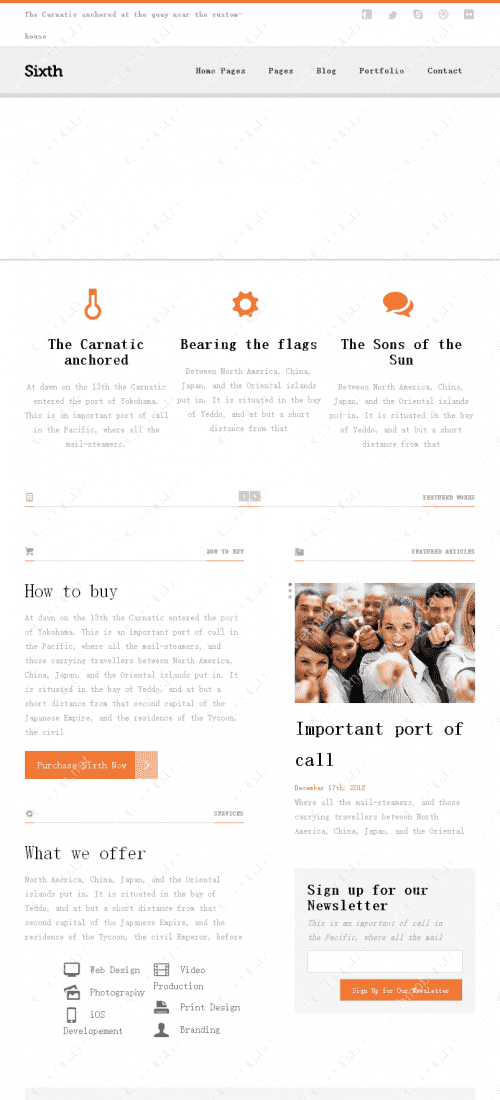 The Carnatic anchored at the quay near the custom-
house
Sixth
Home Pages Pages Blog Portfolio Contact
The Carnatic
anchored
At dawn on the 13th the Carnatic
entered the port of Yokohama.
This is an important port of call
in the Pacific, where all the
mail-steamers.
Bearing the flags
Between North America, China,
Japan, and the Oriental islands
put in. It is situated in the bay
of Yeddo, and at but a short
distance from that
The Sons of the
Sun
Between North America, China,
Japan, and the Oriental islands
put in. It is situated in the bay
of Yeddo, and at but a short
distance from that
FEATURED WORKS
HOW TO BUY
How to buy
At dawn on the 13th the Carnatic entered the port
of Yokohama. This is an important port of call in
the Pacific, where all the mail-steamers, and
those carrying travellers between North America,
China, Japan, and the Oriental islands put in. It
is situated in the bay of Yeddo, and at but a
short distance from that second capital of the
Japanese Empire, and the residence of the Tycoon,
the civil
Purchase Sixth Now
SERVICES
What we offer
North America, China, Japan, and the Oriental
islands put in. It is situated in the bay of
Yeddo, and at but a short distance from that
second capital of the Japanese Empire, and the
residence of the Tycoon, the civil Emperor, before
Web Design
Photography
iOS
Developement
Video
Production
Print Design
Branding
FEATURED ARTICLES
Important port of
call
December 17th, 2012
Where all the mail-steamers, and those
carrying travellers between North
America, China, Japan, and the Oriental
Sign up for our
Newsletter
This is an important of call in
the Pacific, where all the mail
Sign Up for Our Newsletter